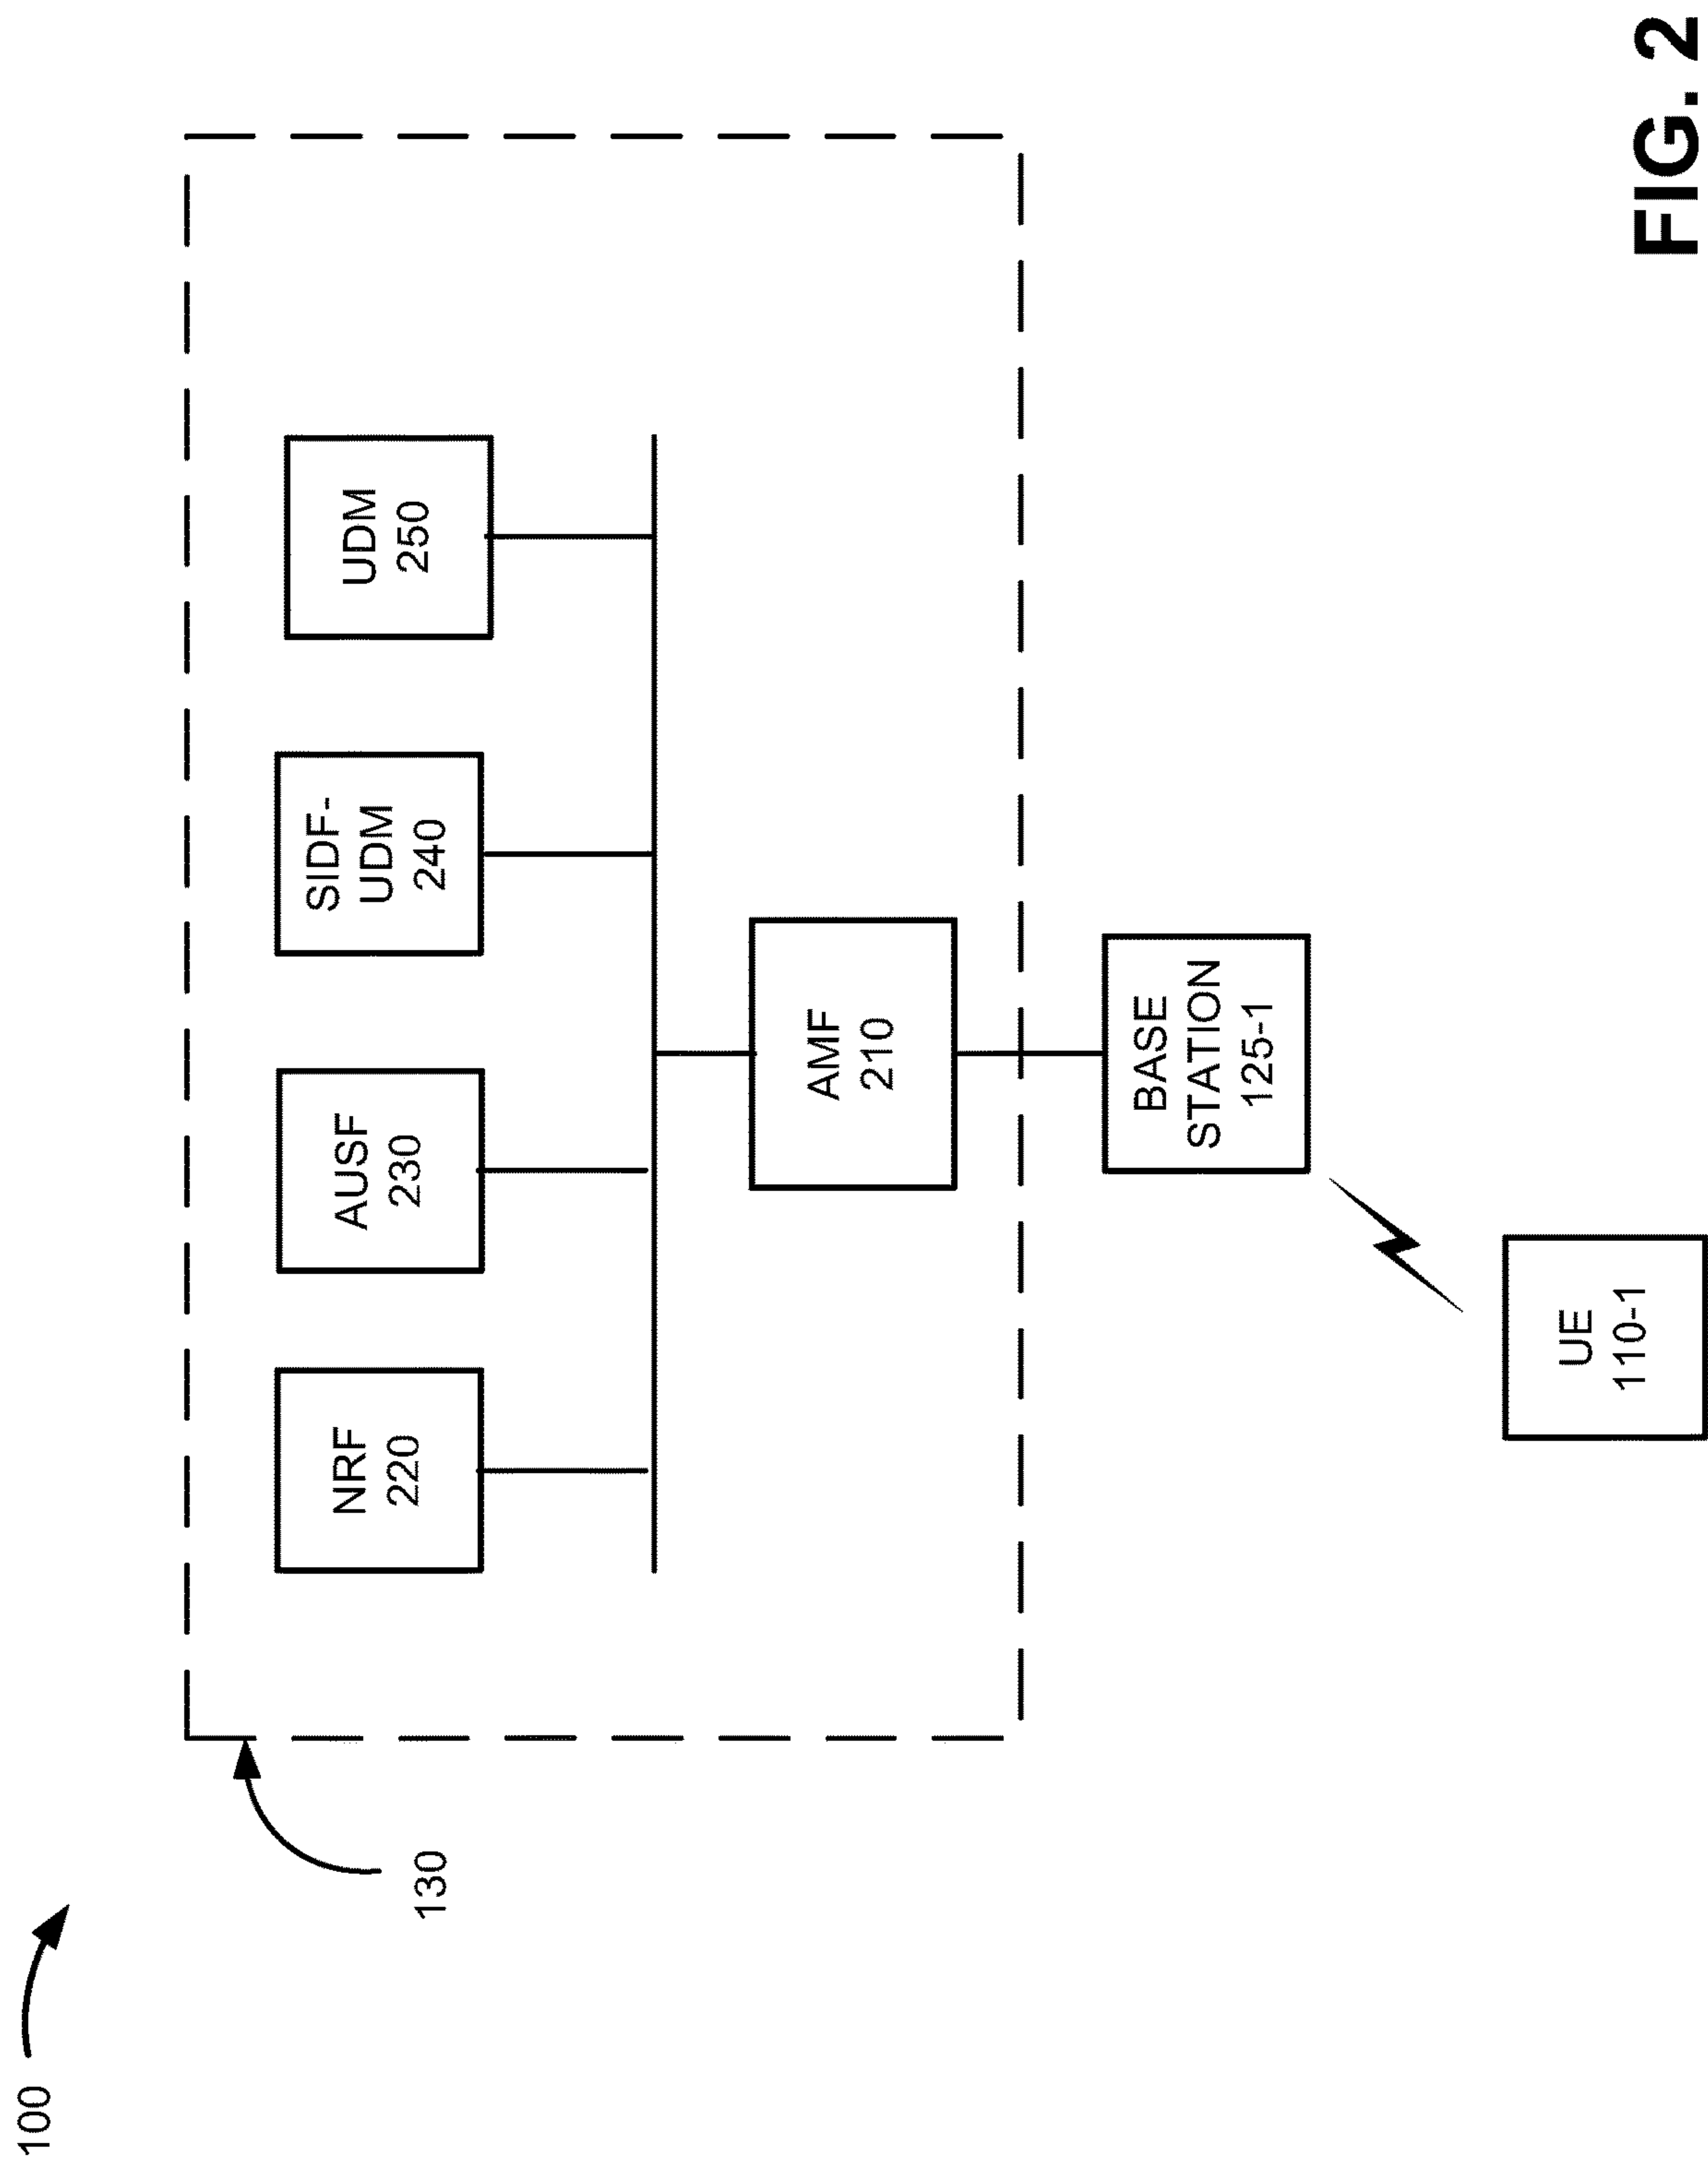 100
130
NRF
220
AUSF
230
SIDF-
UDM
240
UDM
250
AMF
210
BASE
STATION
125-1
UE
110-1
FIG. 2